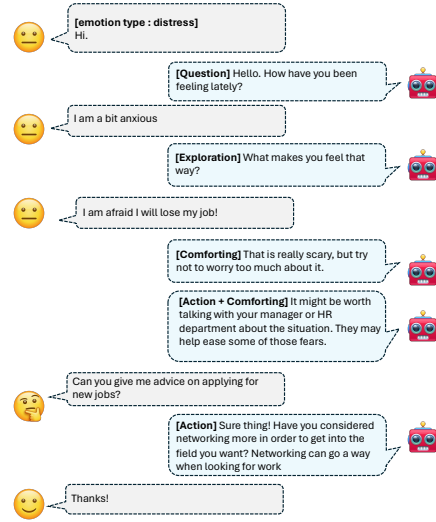 [emotion type : distress]
Hi.
[Question] Hello. How have you been
feeling lately?
I am a bit anxious
[Exploration] What makes you feel that
way?
I am afraid I will lose my job!
[Comforting] That is really scary, but try
not to worry too much about it.
[Action + Comforting] It might be worth
talking with your manager or HR
department about the situation. They may
help ease some of those fears.
Can you give me advice on applying for
new jobs?
[Action] Sure thing! Have you considered
networking more in order to get into the
field you want? Networking can go a way
when looking for work
Thanks!